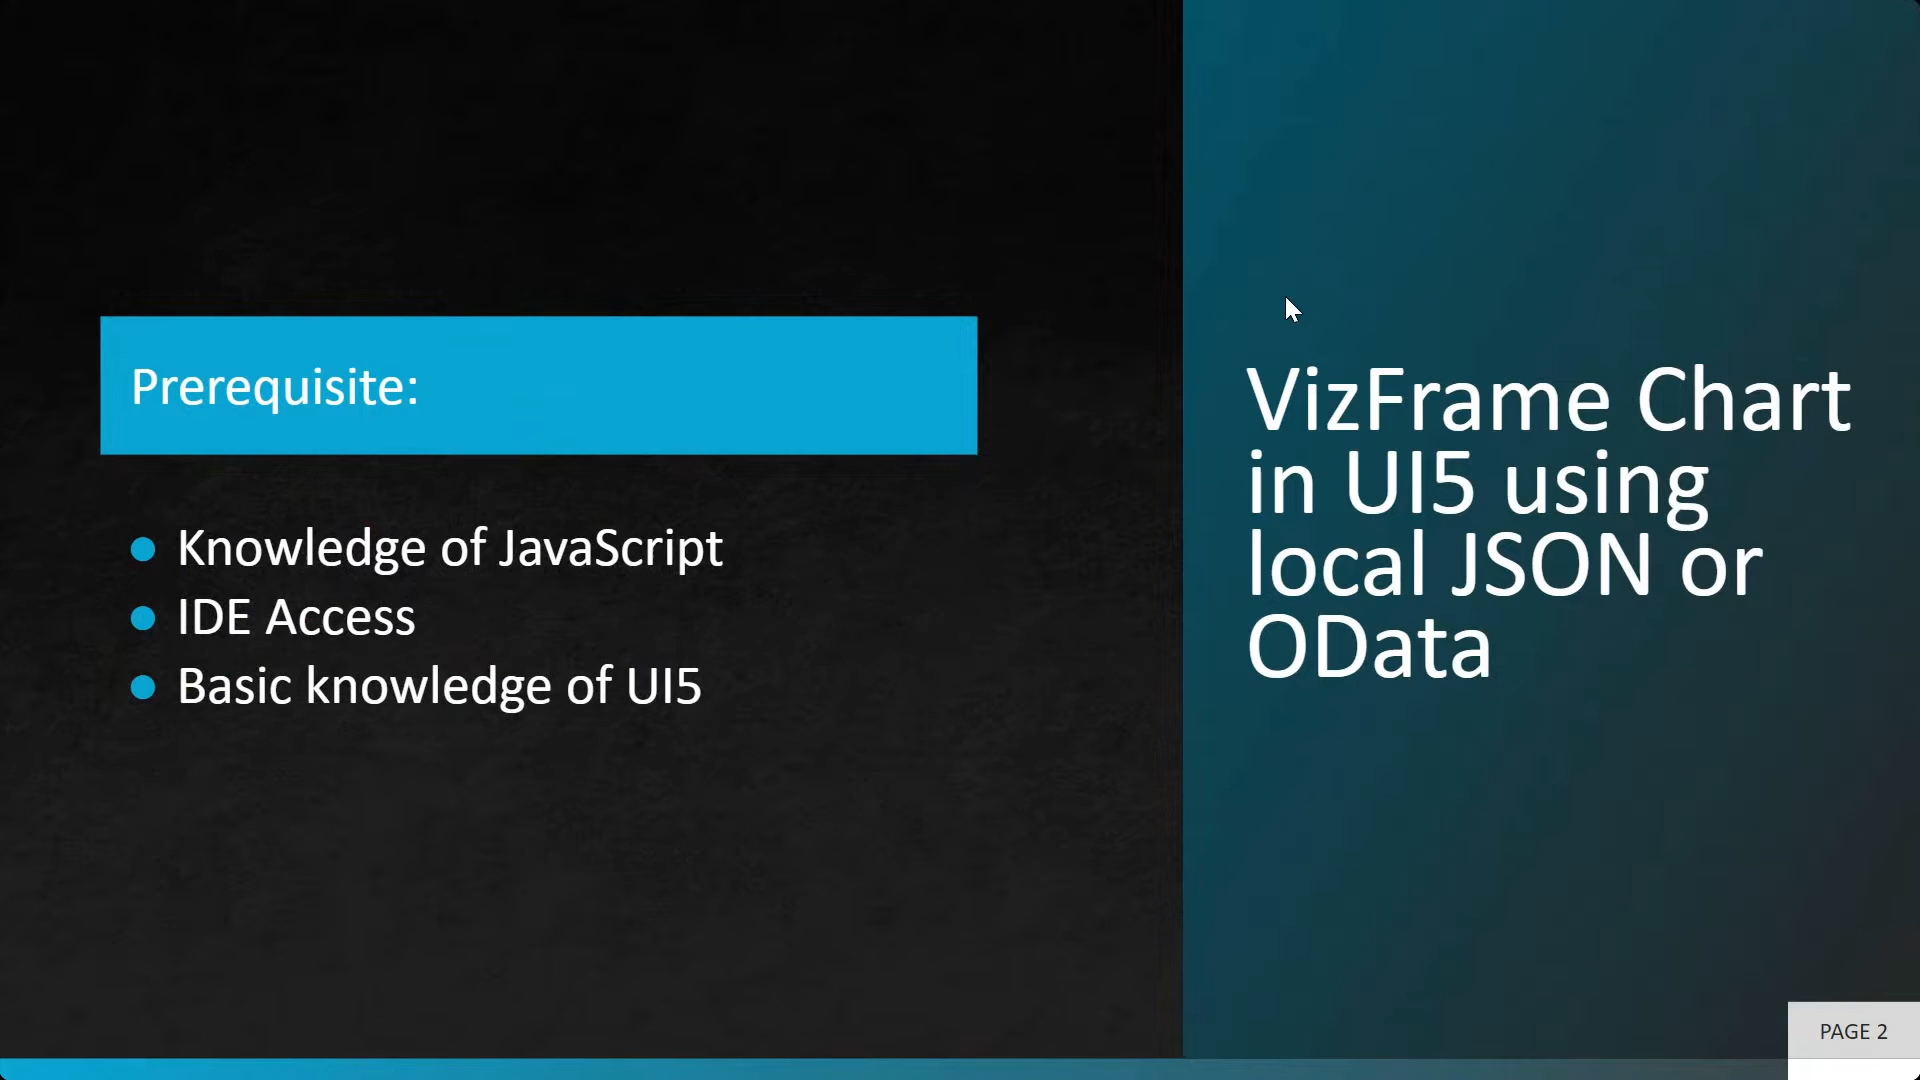 Prerequisite:
Knowledge of JavaScript
IDE Access
Basic knowledge of UI5
VizFrame Chart
in UI5 using
local JSON or
OData
PAGE 2